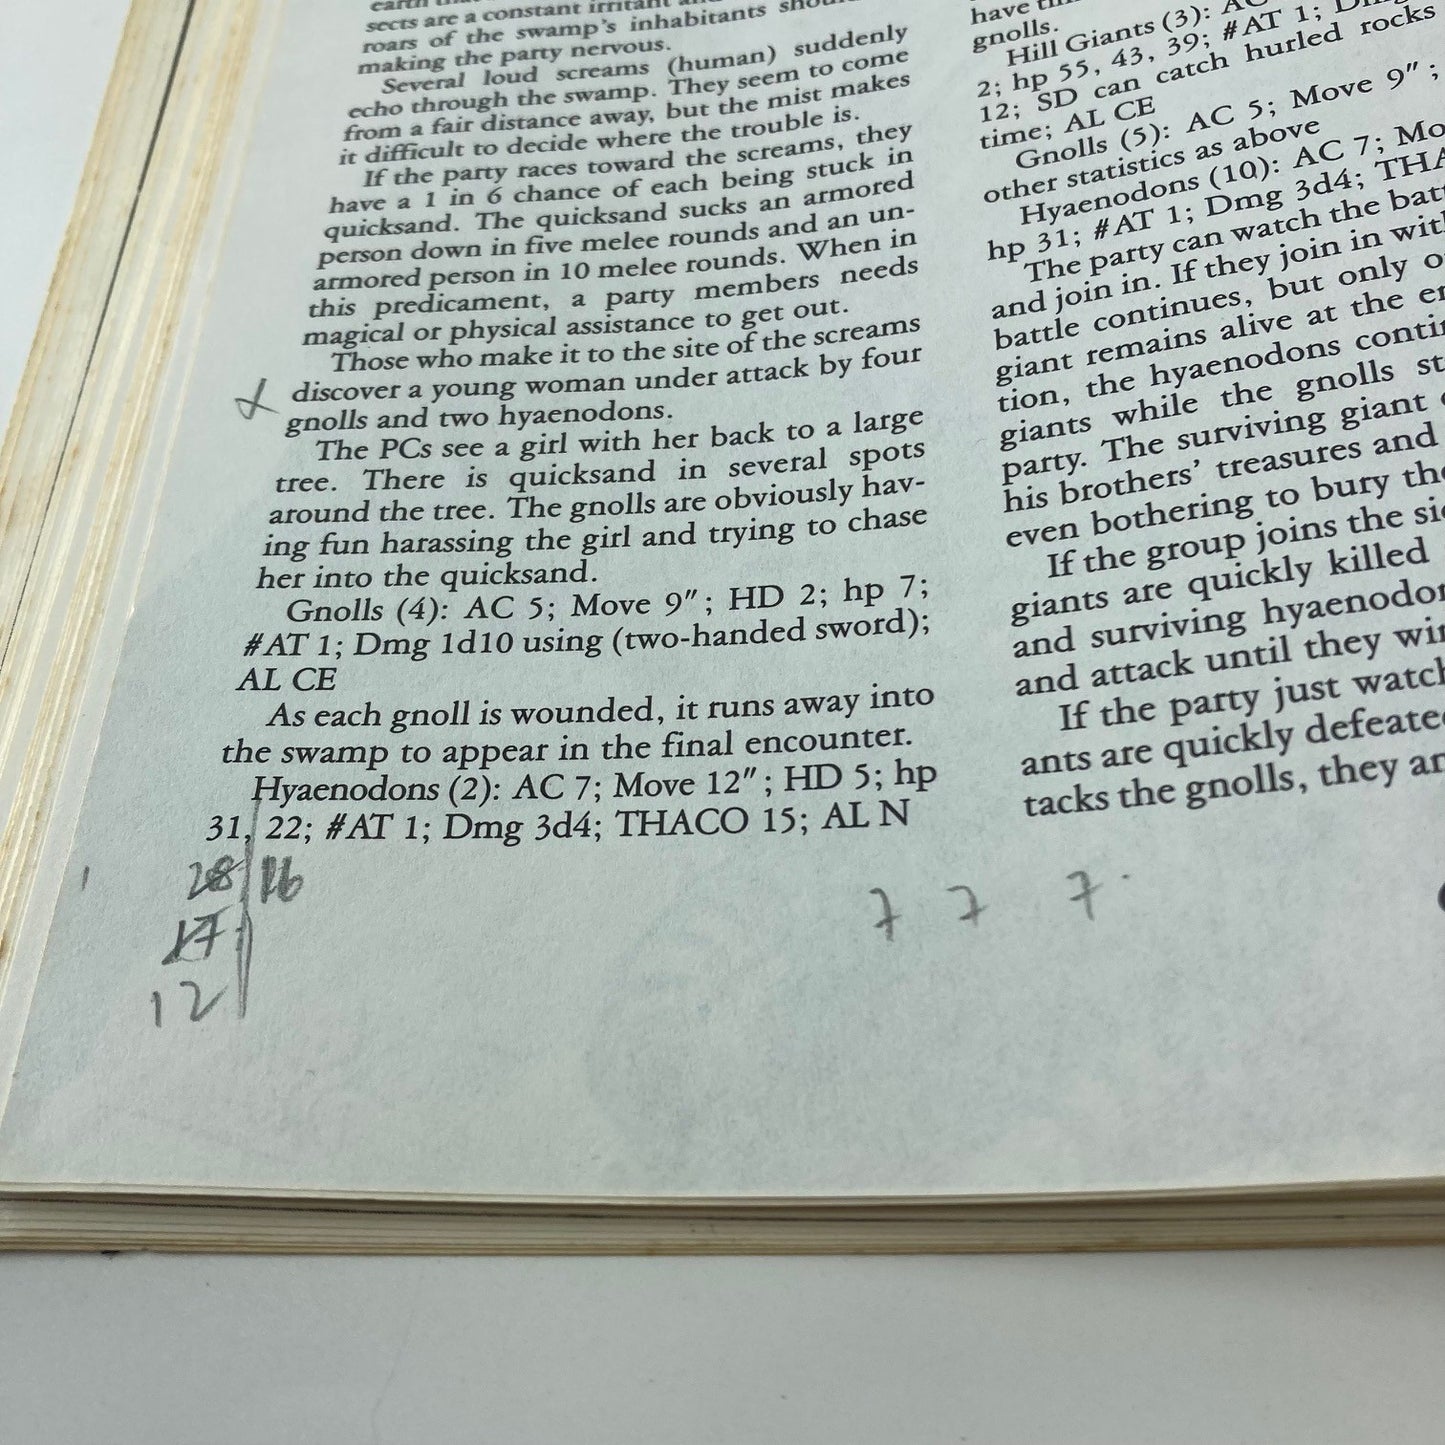 sects are a constant
roars of the swamp's inhabitants
making the party nervous.
Several loud screams (human) suddenly
echo through the swamp. They seem to come
from a fair distance away, but the mist makes
it difficult to decide where the trouble is.
If the party races toward the screams, they
have a 1 in 6 chance of each being stuck in
quicksand. The quicksand sucks an armored
person down in five melee rounds and an un-
armored person in 10 melee rounds. When in
this predicament, a party members needs
magical or physical assistance to get out.
Those who make it to the site of the screams
discover a young woman under attack by four
gnolls and two hyaenodons.
The PCs see a girl with her back to a large
tree. There is quicksand in several spots
around the tree. The gnolls are obviously hav-
ing fun harassing the girl and trying to chase
her into the quicksand.
Gnolls (4): AC 5; Move 9″; HD 2; hp 7;
#AT 1; Dmg 1d10 using (two-handed sword);
AL CE
As each gnoll is wounded, it runs away into
the swamp to appear in the final encounter.
Hyaenodons (2): AC 7; Move 12″; HD 5; hp
31, 22; #AT 1; Dmg 3d4; THACO 15; AL N
28 16
17
12
7 7 7
have
gnolls.
Hill Giants (3):
2; hp 55, 43, 39; #AT 1;
12; SD can catch hurled rocks
time; AL CE
Gnolls (5): AC 5; Move 9″;
other statistics as above
Hyaenodons (10): AC 7;
hp 31; #AT 1; Dmg 3d4;
The party can watch the
and join in. If they join in
battle continues, but only
giant remains alive at the
tion, the hyaenodons
giants while the gnolls
party. The surviving giant
his brothers' treasures and
even bothering to bury
If the group joins the
giants are quickly killed
and surviving
and attack until they
If the party just
ants are quickly
tacks the gnolls, they